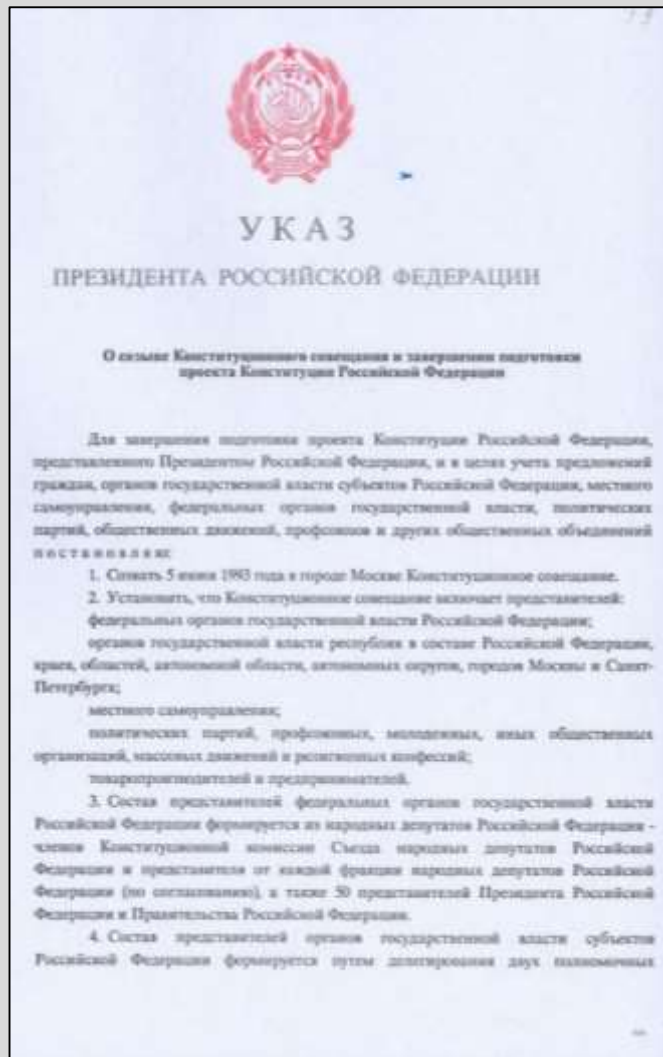 УКАЗ
ПРЕЗИДЕНТА РОССИЙСКОЙ ФЕДЕРАЦИИ
О созыве Конституционного совещания и завершении подготовки
проекта Конституции Российской Федерации
Для завершения подготовки проекта Конституции Российской Федерации,
представленного Президентом Российской Федерации, и в целях учета предложений
граждан, органов государственной власти субъектов Российской Федерации, местного
самоуправления, федеральных органов государственной власти, политических
партий, общественных движений, профсоюзов и других общественных объединений
постановляю:
1. Созвать 5 июня 1993 года в городе Москве Конституционное совещание.
2. Установить, что Конституционное совещание включает представителей:
федеральных органов государственной власти Российской Федерации;
органов государственной власти республик в составе Российской Федерации,
краев, областей, автономной области, автономных округов, городов Москвы и Санкт-
Петербурга;
местного самоуправления;
политических партий, профсоюзных, молодежных, иных общественных
организаций, массовых движений и религиозных конфессий;
товаропроизводителей и предпринимателей.
3. Состав представителей федеральных органов государственной власти
Российской Федерации формируется из народных депутатов Российской Федерации -
членов Конституционной комиссии Съезда народных депутатов Российской
Федерации и представителя от каждой фракции народных депутатов Российской
Федерации (по согласованию), а также 50 представителей Президента Российской
Федерации и Правительства Российской Федерации.
4. Состав представителей органов государственной власти субъектов
Российской Федерации формируется путем делегирования двух полномочных